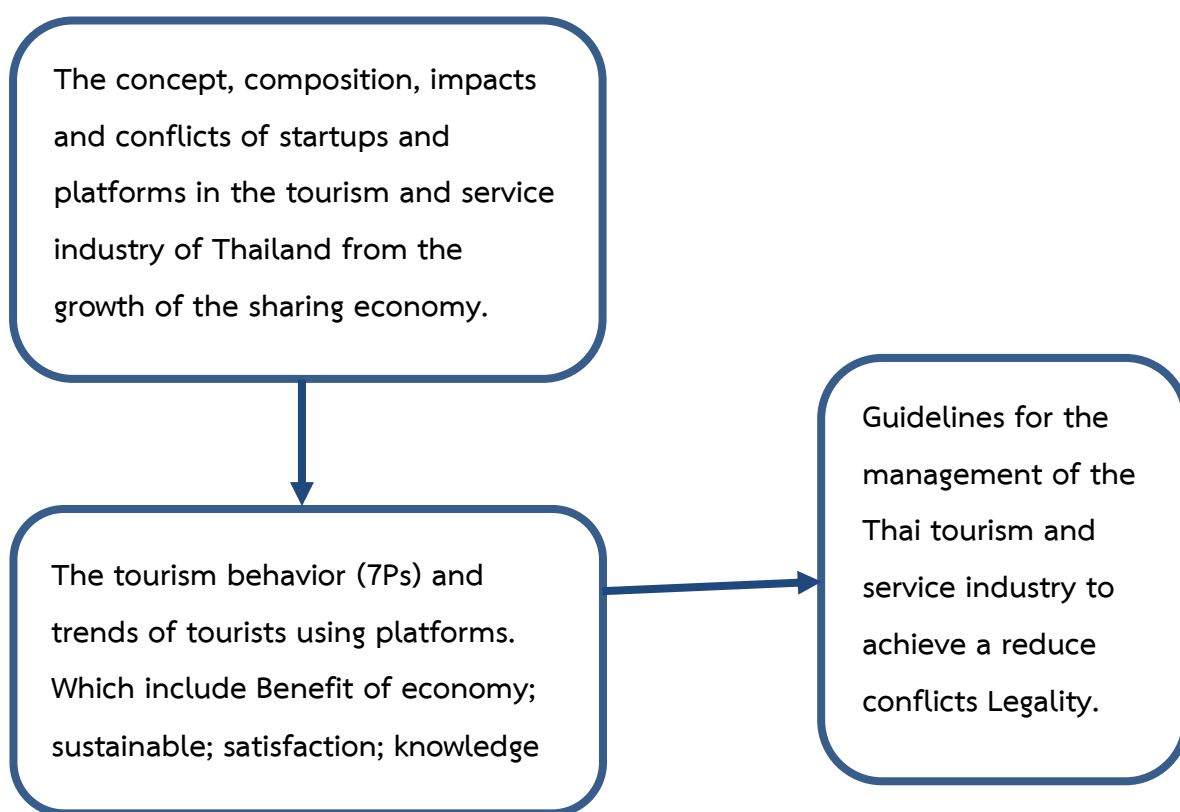 The concept, composition, impacts
and conflicts of startups and
platforms in the tourism and service
industry of Thailand from the
growth of the sharing economy.
The tourism behavior (7Ps) and
trends of tourists using platforms.
Which include Benefit of economy;
sustainable; satisfaction; knowledge
Guidelines for the
management of the
Thai tourism and
service industry to
achieve a reduce
conflicts Legality.